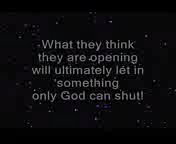 What they think
they are opening
will ultimately let in
something
only God can shut!